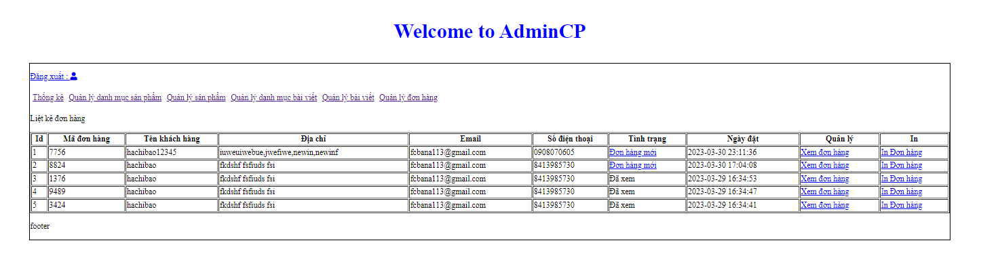 Welcome to AdminCP
Đăng xuất :
Thống kê Quản lý danh mục sản phẩm Quản lý sản phẩm Quản lý danh mục bài viết Quản lý bài viết Quản lý đơn hàng
Liệt kê đơn hàng
Id Mã đơn hàng Tên khách hàng Địa chỉ Email Số điện thoại Tình trạng Ngày đặt Quản lý In
1 7756 hachibao12345 iuweuiwebue,jwefiwe,newin,newinf fcbana113@gmail.com 0908070605 Đơn hàng mới 2023-03-30 23:11:36 Xem đơn hàng In Đơn hàng
2 8824 hachibao fkdshf fsfiuds fsi fcbana113@gmail.com 8413985730 Đơn hàng mới 2023-03-30 17:04:08 Xem đơn hàng In Đơn hàng
3 1376 hachibao fkdshf fsfiuds fsi fcbana113@gmail.com 8413985730 Đã xem 2023-03-29 16:34:53 Xem đơn hàng In Đơn hàng
4 9489 hachibao fkdshf fsfiuds fsi fcbana113@gmail.com 8413985730 Đã xem 2023-03-29 16:34:47 Xem đơn hàng In Đơn hàng
5 3424 hachibao fkdshf fsfiuds fsi fcbana113@gmail.com 8413985730 Đã xem 2023-03-29 16:34:41 Xem đơn hàng In Đơn hàng
footer